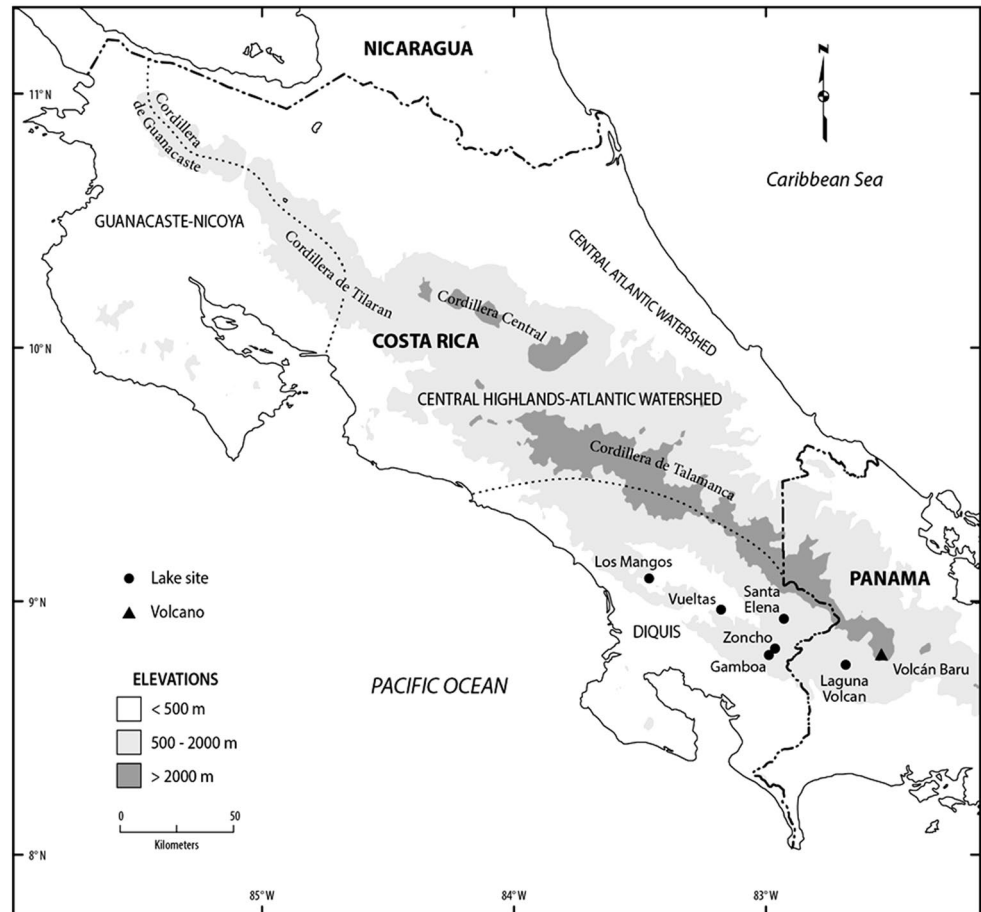 NICARAGUA
N
11°N
Cordillera
de Guanacaste
Caribbean Sea
GUANACASTE-NICOYA
Cordillera de Tilaran
CENTRAL ATLANTIC WATERSHED
Cordillera Central
10°N
COSTA RICA
CENTRAL HIGHLANDS-ATLANTIC WATERSHED
Cordillera de Talamanca
Los Mangos
Lake site
PANAMA
Vueltas
Santa
Elena
9°N
Volcano
DIQUIS
Zoncho
Gamboa
Volcán Baru
Laguna
Volcan
PACIFIC OCEAN
ELEVATIONS
< 500 m
500 - 2000 m
> 2000 m
0 50
Kilometers
8°N
85°W 84°W 83°W